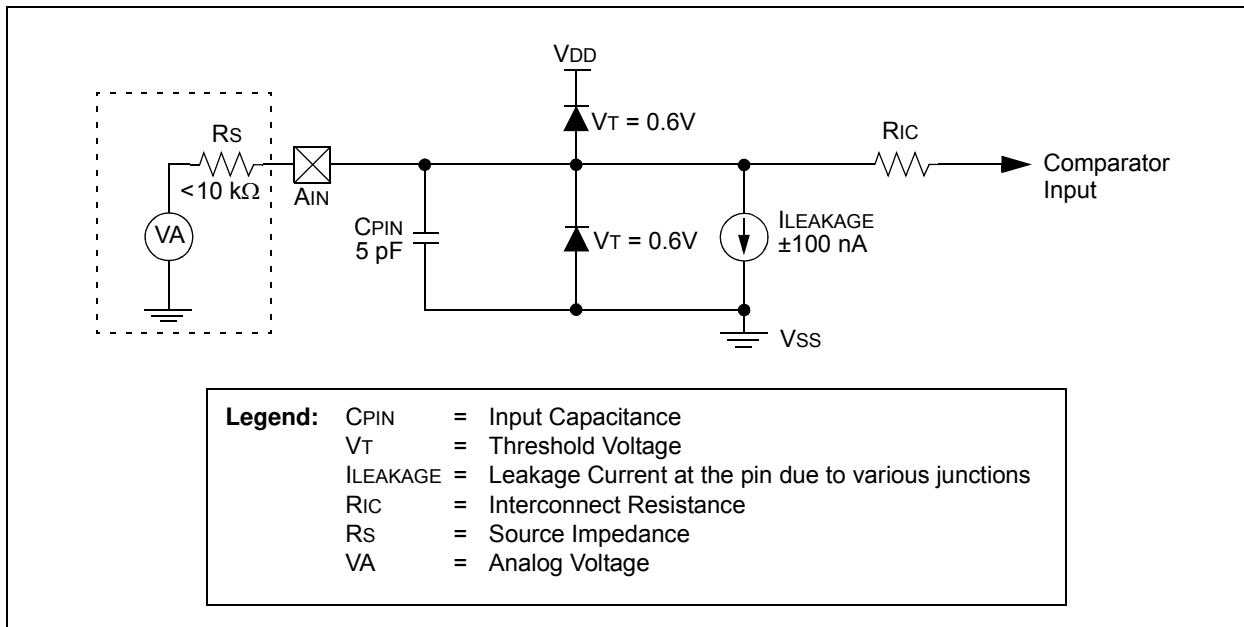 VDD
VT = 0.6V
RS
<10 kΩ
AIN
VA
CPIN
5 pF
VT = 0.6V
ILEAKAGE
±100 nA
RIC
Comparator
Input
VSS
Legend: CPIN = Input Capacitance
VT = Threshold Voltage
ILEAKAGE = Leakage Current at the pin due to various junctions
RIC = Interconnect Resistance
RS = Source Impedance
VA = Analog Voltage